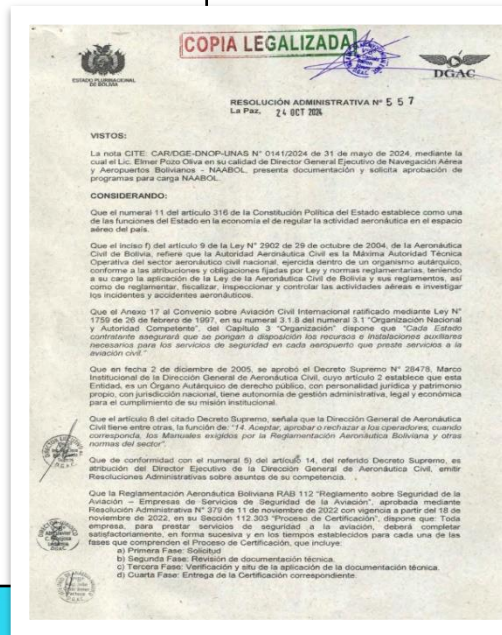 COPIA LEGALIZADA
ESTADO PLURINACIONAL
DE BOLIVIA
DGAC
RESOLUCIÓN ADMINISTRATIVA Nº 5 5 7
La Paz, 24 OCT 2024
VISTOS:
La nota CITE: CAR/DGE-DNOP-UNAS N° 0141/2024 de 31 de mayo de 2024, mediante la
cual el Lic. Elmer Pozo Oliva en su calidad de Director General Ejecutivo de Navegación Aérea
y Aeropuertos Bolivianos - NAABOL, presenta documentación y solicita aprobación de
programas para carga NAABOL.
CONSIDERANDO:
Que el numeral 11 del artículo 316 de la Constitución Política del Estado establece como una
de las funciones del Estado en la economía el de regular la actividad aeronáutica en el espacio
aéreo del país.
Que el inciso f) del artículo 9 de la Ley N° 2902 de 29 de octubre de 2004, de la Aeronáutica
Civil de Bolivia, refiere que la Autoridad Aeronáutica Civil es la Máxima Autoridad Técnica
Operativa del sector aeronáutico civil nacional, ejercida dentro de un organismo autárquico,
conforme a las atribuciones y obligaciones fijadas por Ley y normas reglamentarias, teniendo
a su cargo la aplicación de la Ley de la Aeronáutica Civil de Bolivia y sus reglamentos, así
como de reglamentar, fiscalizar, inspeccionar y controlar las actividades aéreas e investigar
los incidentes y accidentes aeronáuticos.
Que el Anexo 17 al Convenio sobre Aviación Civil Internacional ratificado mediante Ley N°
1759 de 26 de febrero de 1997, en su numeral 3.1.8 del numeral 3.1 "Organización Nacional
y Autoridad Competente", del Capítulo 3 "Organización" dispone que "Cada Estado
contratante asegurará que se pongan a disposición los recursos e instalaciones auxiliares
necesarios para los servicios de seguridad en cada aeropuerto que preste servicios a la
aviación civil."
Que en fecha 2 de diciembre de 2005, se aprobó el Decreto Supremo N° 28478, Marco
Institucional de la Dirección General de Aeronáutica Civil, cuyo artículo 2 establece que esta
Entidad, es un Órgano Autárquico de derecho público, con personalidad jurídica y patrimonio
propio, con jurisdicción nacional, tiene autonomía de gestión administrativa, legal y económica
para el cumplimiento de su misión institucional.
Que el artículo 8 del citado Decreto Supremo, señala que la Dirección General de Aeronáutica
Civil tiene entre otras, la función de: "14. Aceptar, aprobar o rechazar a los operadores, cuando
corresponda, los Manuales exigidos por la Reglamentación Aeronáutica Boliviana y otras
normas del sector".
Que de conformidad con el numeral 5) del artículo 14, del referido Decreto Supremo, es
atribución del Director Ejecutivo de la Dirección General de Aeronáutica Civil, emitir
Resoluciones Administrativas sobre asuntos de su competencia.
Que la Reglamentación Aeronáutica Boliviana RAB 112 "Reglamento sobre Seguridad de la
Aviación – Empresas de Servicios de Seguridad de la Aviación", aprobada mediante
Resolución Administrativa N° 379 de 11 de noviembre de 2022 con vigencia a partir del 18 de
noviembre de 2022, en su Sección 112.303 "Proceso de Certificación", dispone que: Toda
empresa, para prestar servicios de seguridad a la aviación, deberá completar
satisfactoriamente, en forma sucesiva y en los tiempos establecidos para cada una de las
fases que comprenden el Proceso de Certificación, que incluye:
a) Primera Fase: Solicitud
b) Segunda Fase: Revisión de documentación técnica.
c) Tercera Fase: Verificación y situ de la aplicación de la documentación técnica.
d) Cuarta Fase: Entrega de la Certificación correspondiente.